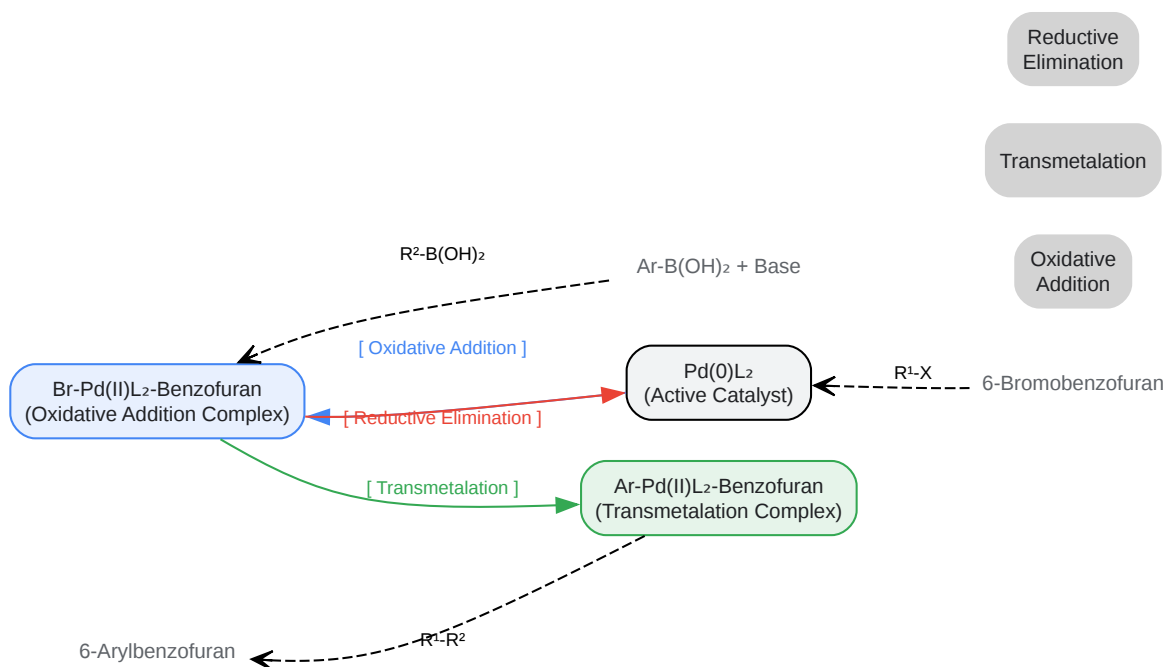 Reductive
Elimination
Transmetalation
R²-B(OH)₂
Ar-B(OH)₂ + Base
Oxidative
Addition
[ Oxidative Addition ]
Br-Pd(II)L₂-Benzofuran
(Oxidative Addition Complex)
Pd(0)L₂
(Active Catalyst)
R¹-X
6-Bromobenzofuran
[ Reductive Elimination ]
[ Transmetalation ]
Ar-Pd(II)L₂-Benzofuran
(Transmetalation Complex)
R¹-R²
6-Arylbenzofuran